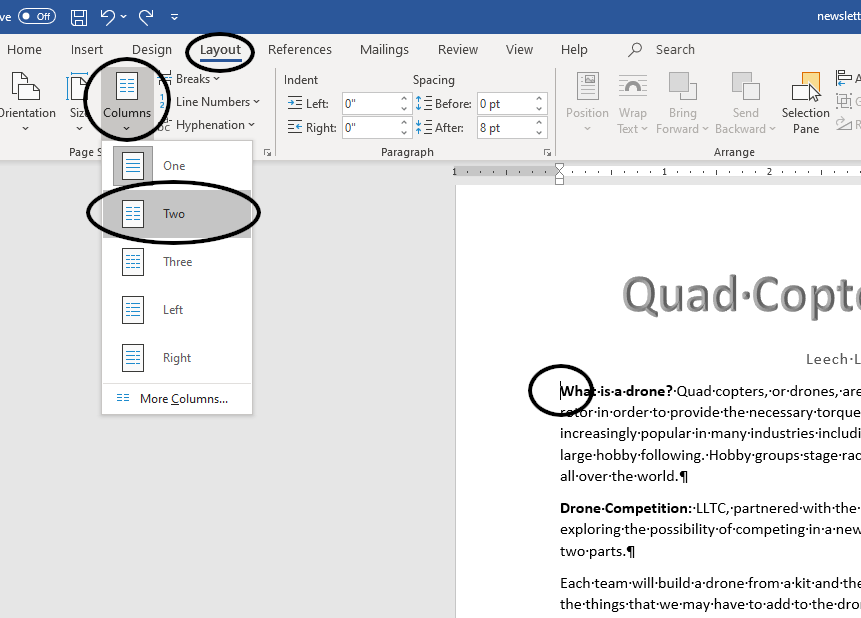 ve Off newslett
Home Insert Design Layout References Mailings Review View Help Search
Orientation Size Columns Breaks Line Numbers Hyphenation
Page S
Indent Spacing
Left: 0" Before: 0 pt
Right: 0" After: 8 pt
Paragraph
Position Wrap Text Bring Forward Send Backward Selection Pane A G R
Arrange
One
Two
Three
Left
Right
More Columns...
1 1 2
Quad·Copte
Leech·L
What·is·a·drone?·Quad·copters,·or·drones,·are
rotor·in·order·to·provide·the·necessary·torque
increasingly·popular·in·many·industries·includi
large·hobby·following.·Hobby·groups·stage·rac
all·over·the·world.¶
Drone·Competition:·LLTC,·partnered·with·the·
exploring·the·possibility·of·competing·in·a·new
two·parts.¶
Each·team·will·build·a·drone·from·a·kit·and·the
the·things·that·we·may·have·to·add·to·the·dro